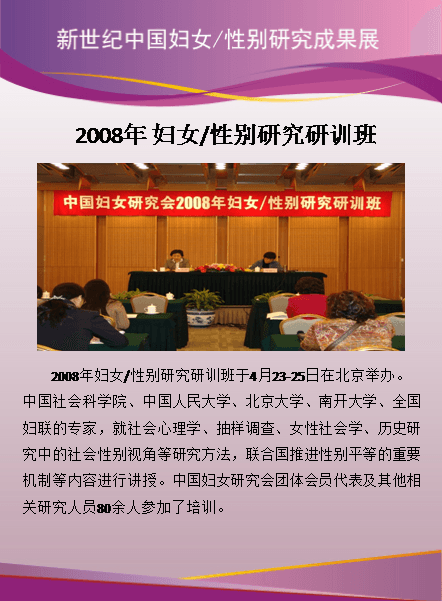 新世纪中国妇女/性别研究成果展
2008年 妇女/性别研究研训班
中国妇女研究会2008年妇女/性别研究研训班
2008年妇女/性别研究研训班于4月23-25日在北京举办。
中国社会科学院、中国人民大学、北京大学、南开大学、全国
妇联的专家，就社会心理学、抽样调查、女性社会学、历史研
究中的社会性别视角等研究方法，联合国推进性别平等的重要
机制等内容进行讲授。中国妇女研究会团体会员代表及其他相
关研究人员80余人参加了培训。